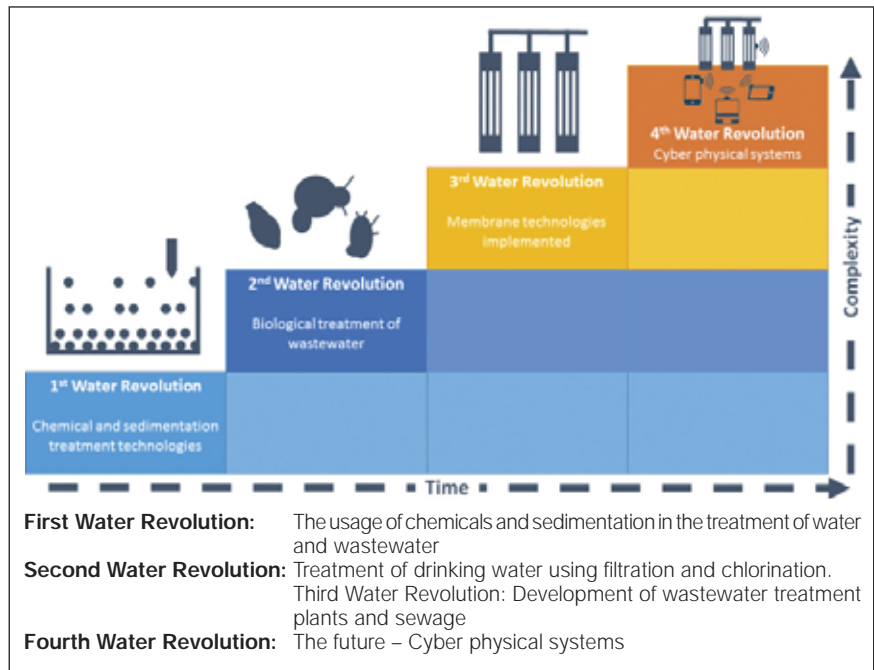 4th Water Revolution
Cyber physical systems
3rd Water Revolution
Membrane technologies
implemented
2nd Water Revolution
Biological treatment of
wastewater
1st Water Revolution
Chemical and sedimentation
treatment technologies
Complexity
Time
First Water Revolution: The usage of chemicals and sedimentation in the treatment of water
and wastewater
Second Water Revolution: Treatment of drinking water using filtration and chlorination.
Third Water Revolution: Development of wastewater treatment
plants and sewage
Fourth Water Revolution: The future – Cyber physical systems